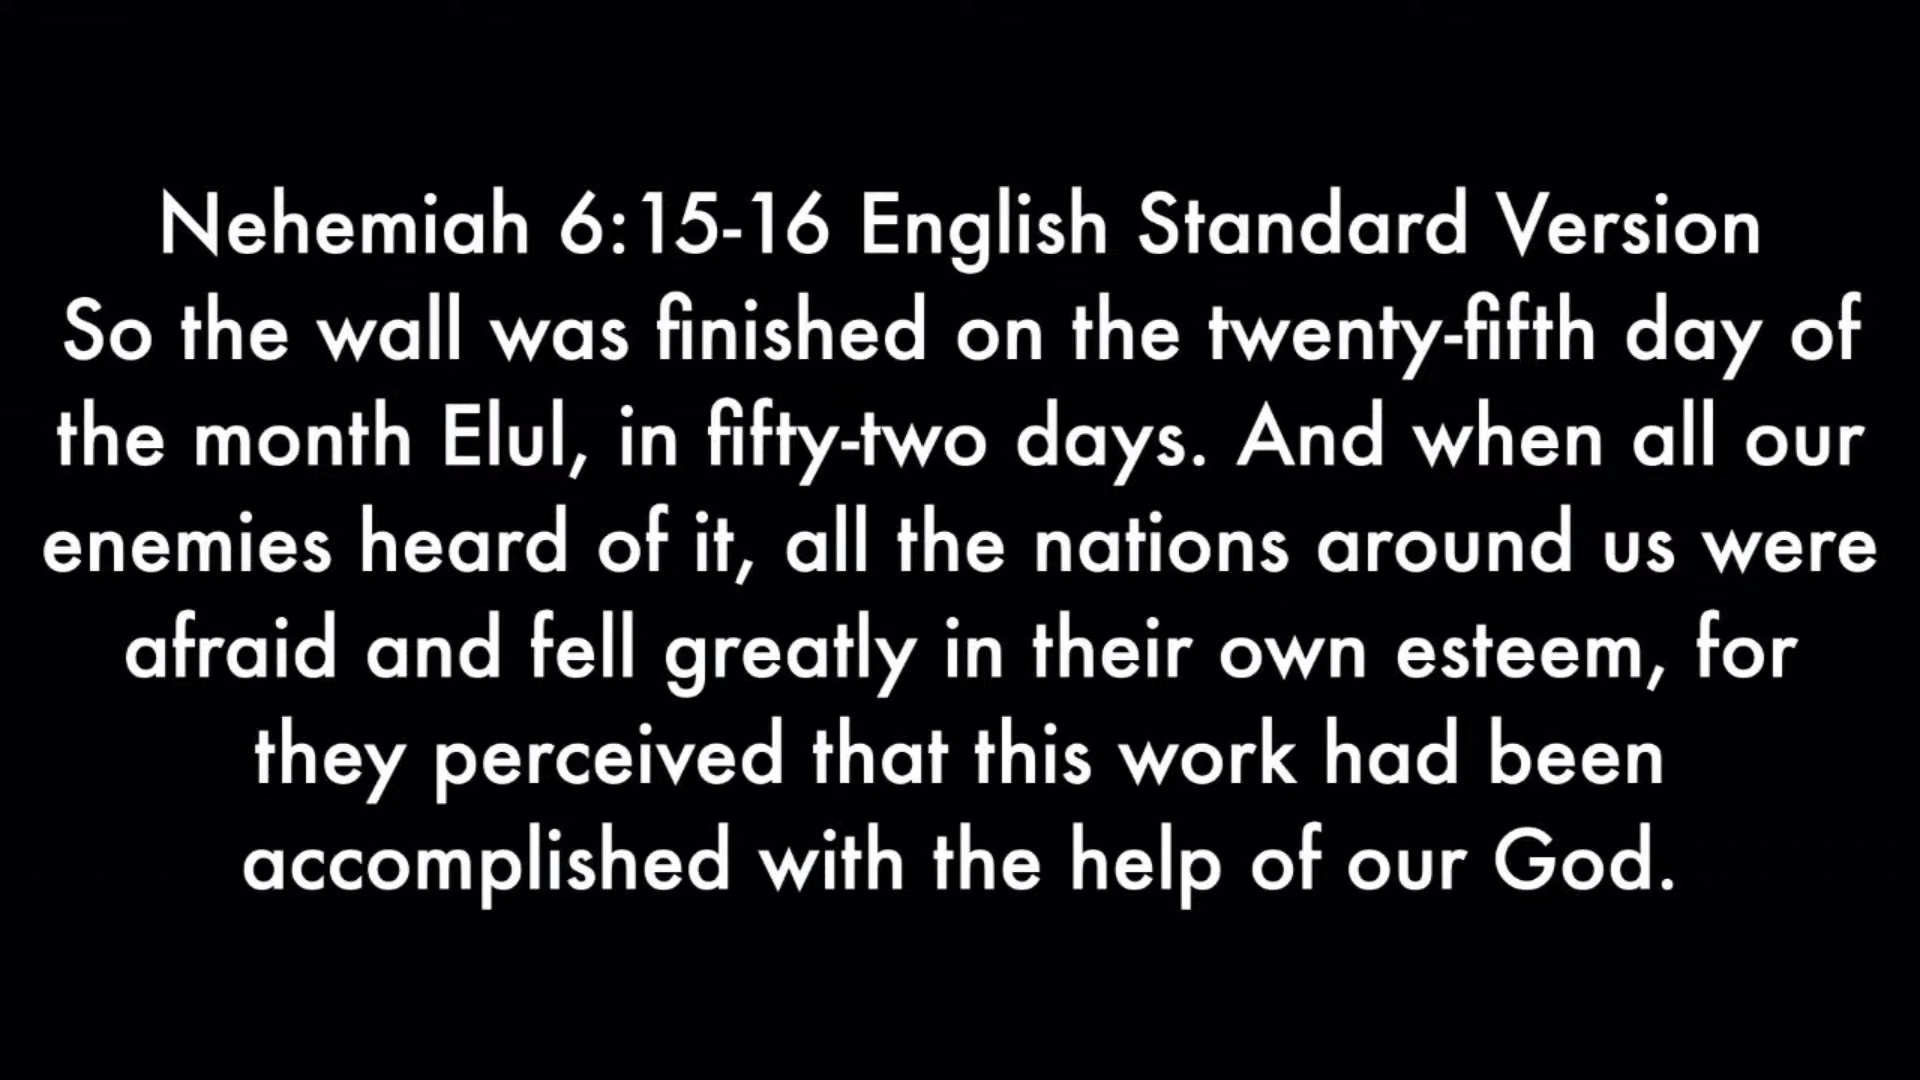 Nehemiah 6:15-16 English Standard Version
So the wall was finished on the twenty-fifth day of
the month Elul, in fifty-two days. And when all our
enemies heard of it, all the nations around us were
afraid and fell greatly in their own esteem, for
they perceived that this work had been
accomplished with the help of our God.